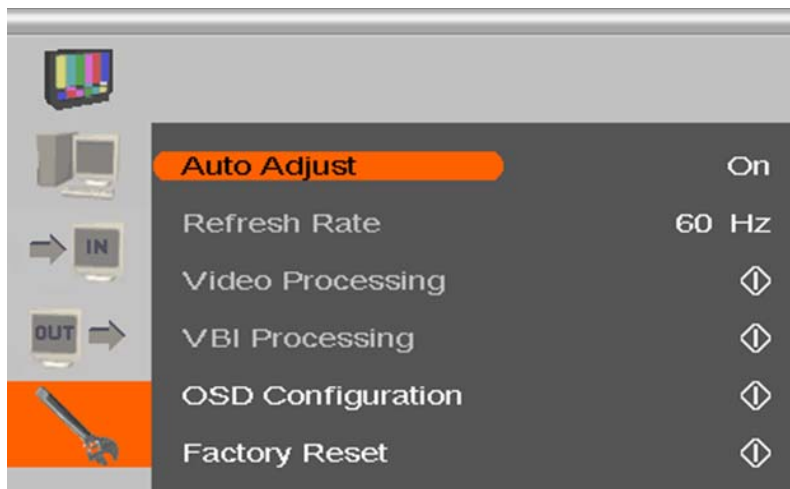 Auto Adjust On
Refresh Rate 60 Hz
IN
Video Processing
OUT
VBI Processing
OSD Configuration
Factory Reset